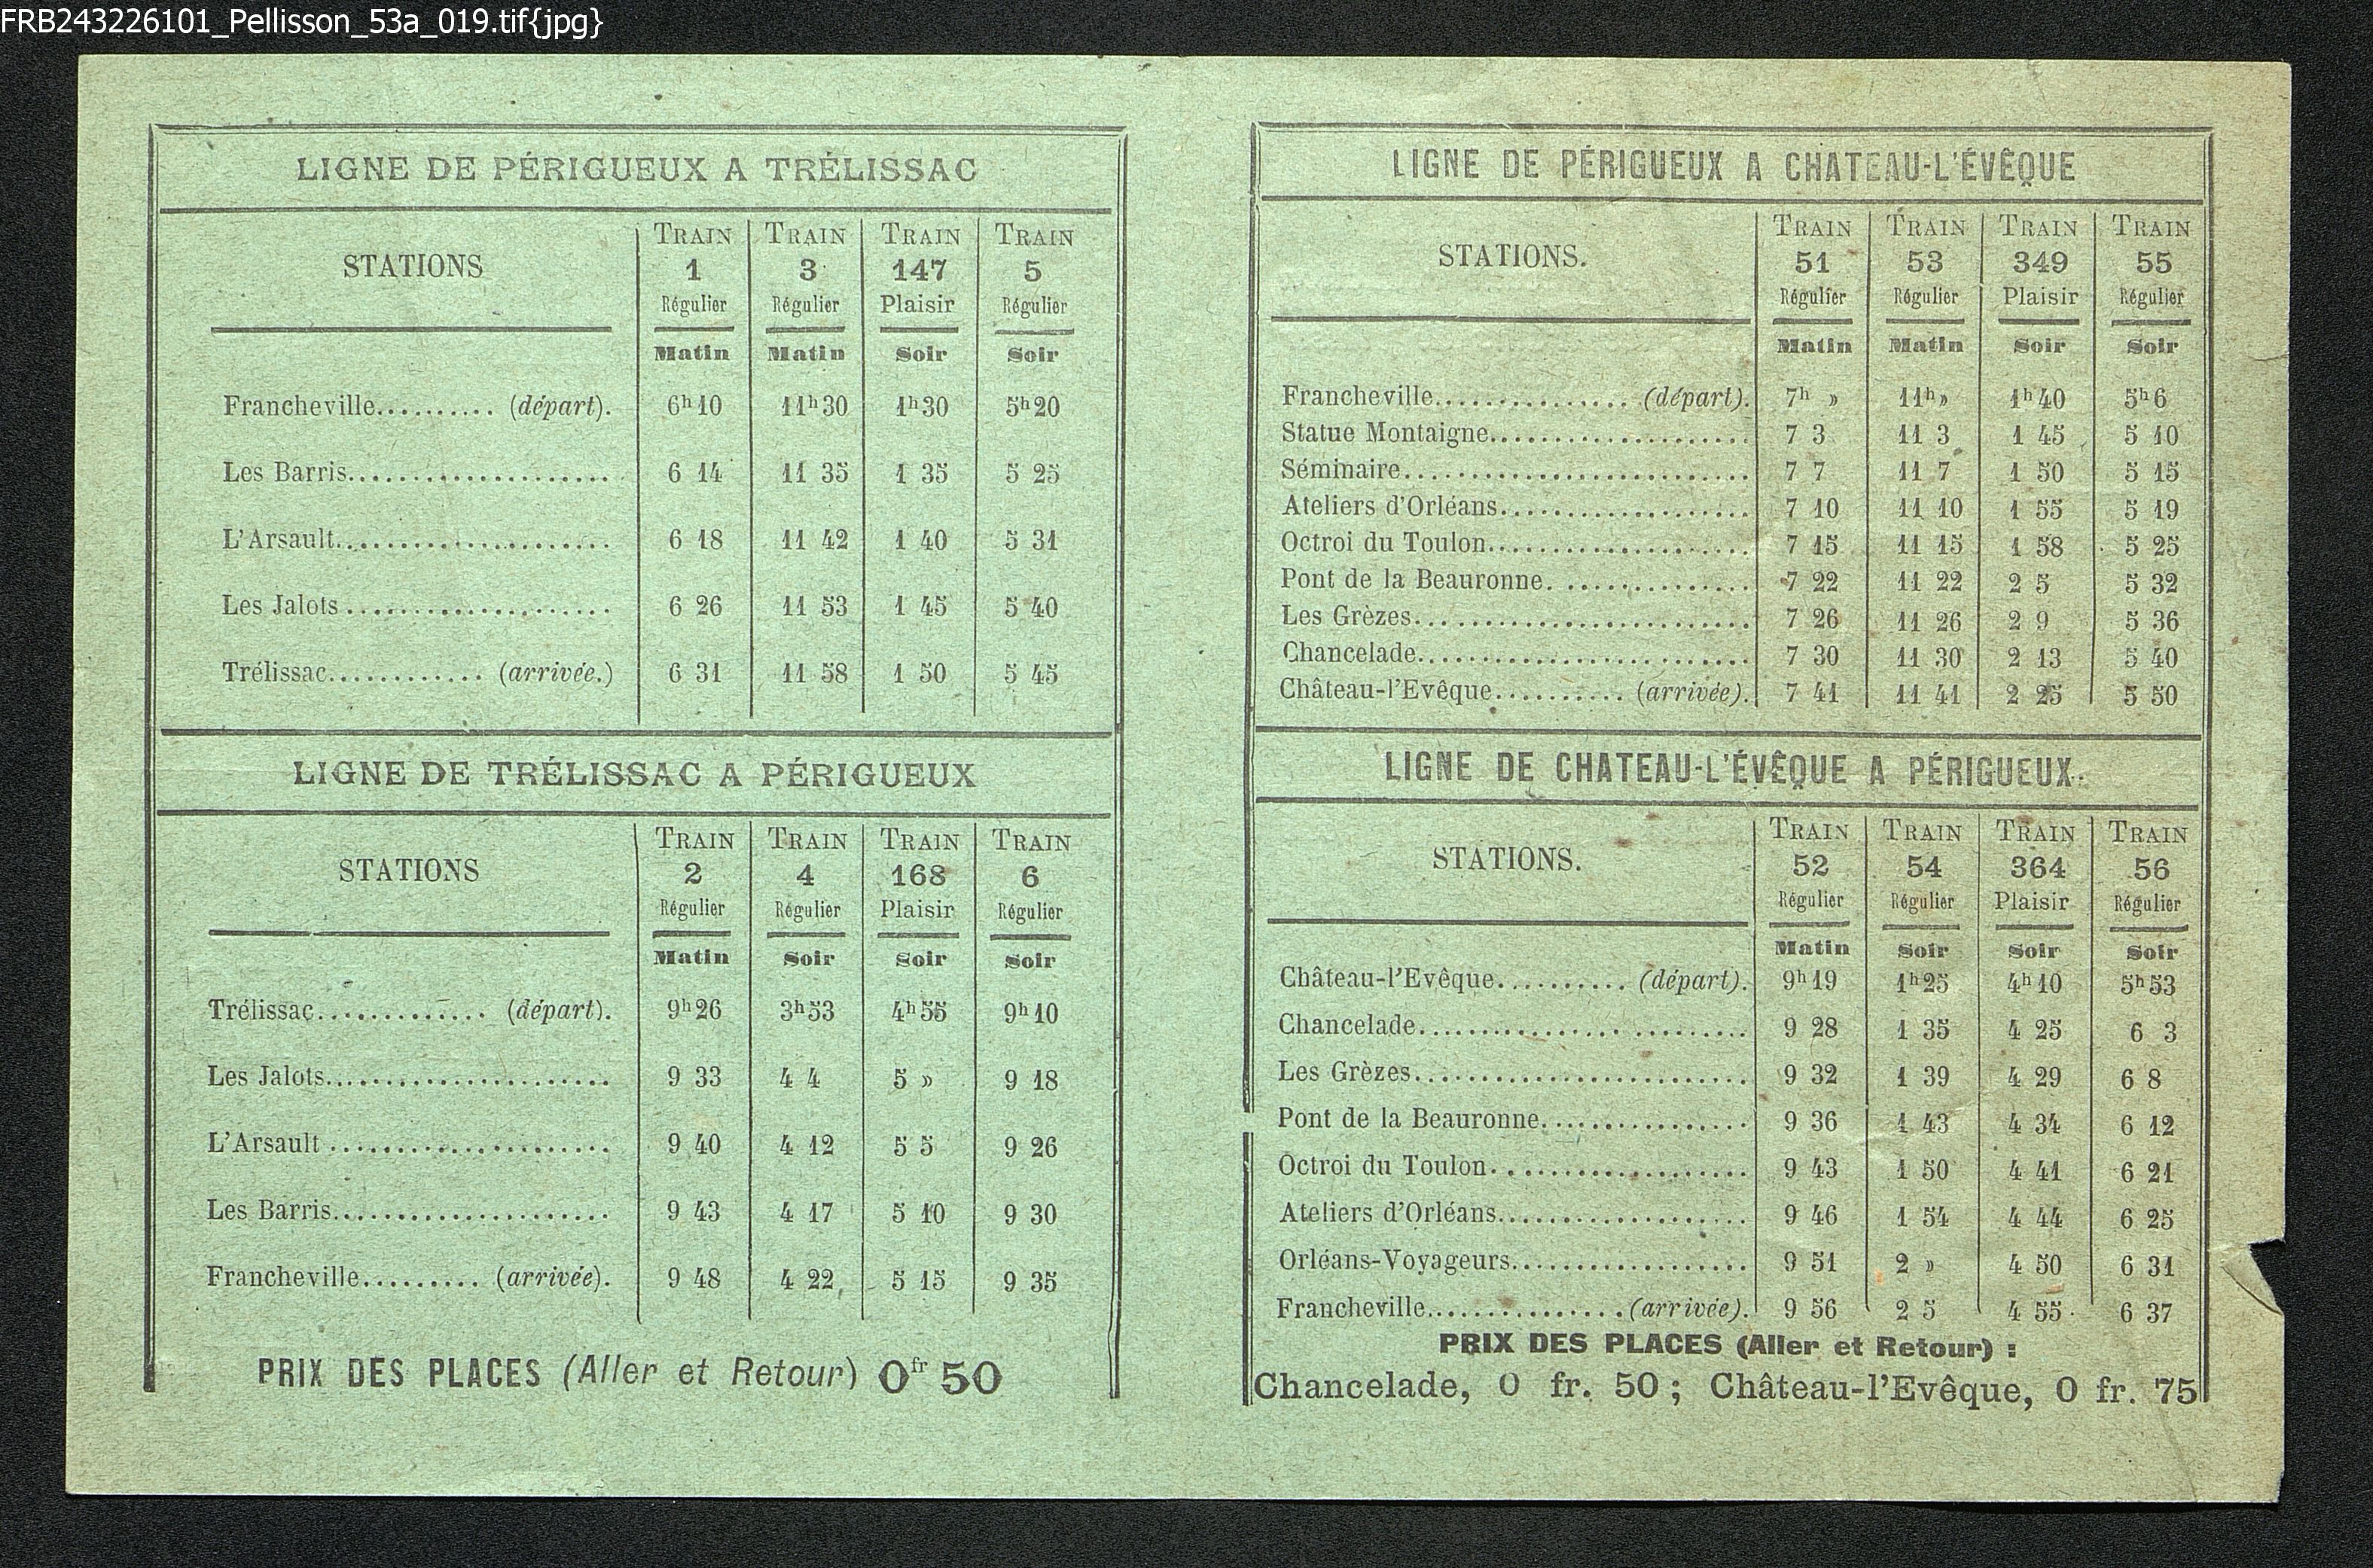 FRB243226101_Pellisson_53a_019.tif{jpg}
LIGNE DE PÉRIGUEUX A TRÉLISSAC
STATIONS
TRAIN TRAIN TRAIN TRAIN
1 3 147 5
Régulier Régulier Plaisir Régulier
Matin Matin Soir Soir
Francheville.......... (départ). 6h10 11h30 1h30 5h20
Les Barris..................... 6 14 11 35 1 35 5 25
L'Arsault...................... 6 18 11 42 1 40 5 31
Les Jalots ..................... 6 26 11 53 1 45 5 40
Trélissac............ (arrivée.) 6 31 11 58 1 50 5 45
LIGNE DE TRÉLISSAC A PÉRIGUEUX
STATIONS
TRAIN TRAIN TRAIN TRAIN
2 4 168 6
Régulier Régulier Plaisir Régulier
Matin Soir Soir Soir
Trélissac............. (départ). 9h26 3h53 4h55 9h10
Les Jalots...................... 9 33 4 4 5 » 9 18
L'Arsault ...................... 9 40 4 12 5 5 9 26
Les Barris...................... 9 43 4 17 5 10 9 30
Francheville......... (arrivée). 9 48 4 22 5 15 9 35
PRIX DES PLACES (Aller et Retour) 0fr 50
LIGNE DE PÉRIGUEUX A CHATEAU-L'ÉVÊQUE
STATIONS.
TRAIN TRAIN TRAIN TRAIN
51 53 349 55
Régulier Régulier Plaisir Régulier
Matin Matin Soir Soir
Francheville............... (départ). 7h » 11h» 1h40 5h6
Statue Montaigne.................... 7 3 11 3 1 45 5 10
Séminaire........................... 7 7 11 7 1 50 5 15
Ateliers d'Orléans................... 7 10 11 10 1 55 5 19
Octroi du Toulon.................... 7 15 11 15 1 58 5 25
Pont de la Beauronne. .............. 7 22 11 22 2 5 5 32
Les Grèzes.......................... 7 26 11 26 2 9 5 36
Chancelade.......................... 7 30 11 30 2 13 5 40
Château-l'Evêque.......... (arrivée). 7 41 11 41 2 25 5 50
LIGNE DE CHATEAU-L'ÉVÊQUE A PÉRIGUEUX.
STATIONS.
TRAIN TRAIN TRAIN TRAIN
52 54 364 56
Régulier Régulier Plaisir Régulier
Matin Soir Soir Soir
Château-l'Evêque.......... (départ). 9h19 1h25 4h10 5h53
Chancelade......................... 9 28 1 35 4 25 6 3
Les Grèzes.......................... 9 32 1 39 4 29 6 8
Pont de la Beauronne................ 9 36 1 43 4 34 6 12
Octroi du Toulon.................... 9 43 1 50 4 41 6 21
Ateliers d'Orléans................... 9 46 1 54 4 44 6 25
Orléans-Voyageurs.................. 9 51 2 » 4 50 6 31
Francheville...............(arrivée). 9 56 2 5 4 55 6 37
PRIX DES PLACES (Aller et Retour) :
Chancelade, 0 fr. 50 ; Château-l'Evêque, 0 fr. 75